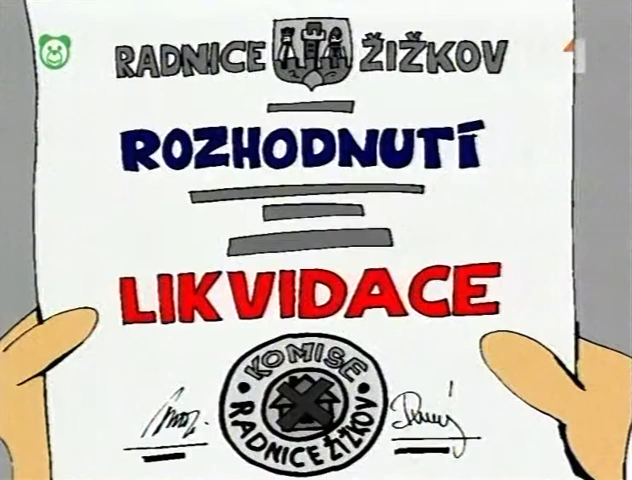 RADNICE ŽIŽKOV
ROZHODNUTÍ
LIKVIDACE
KOMISE
RADNICE ŽIŽKOV